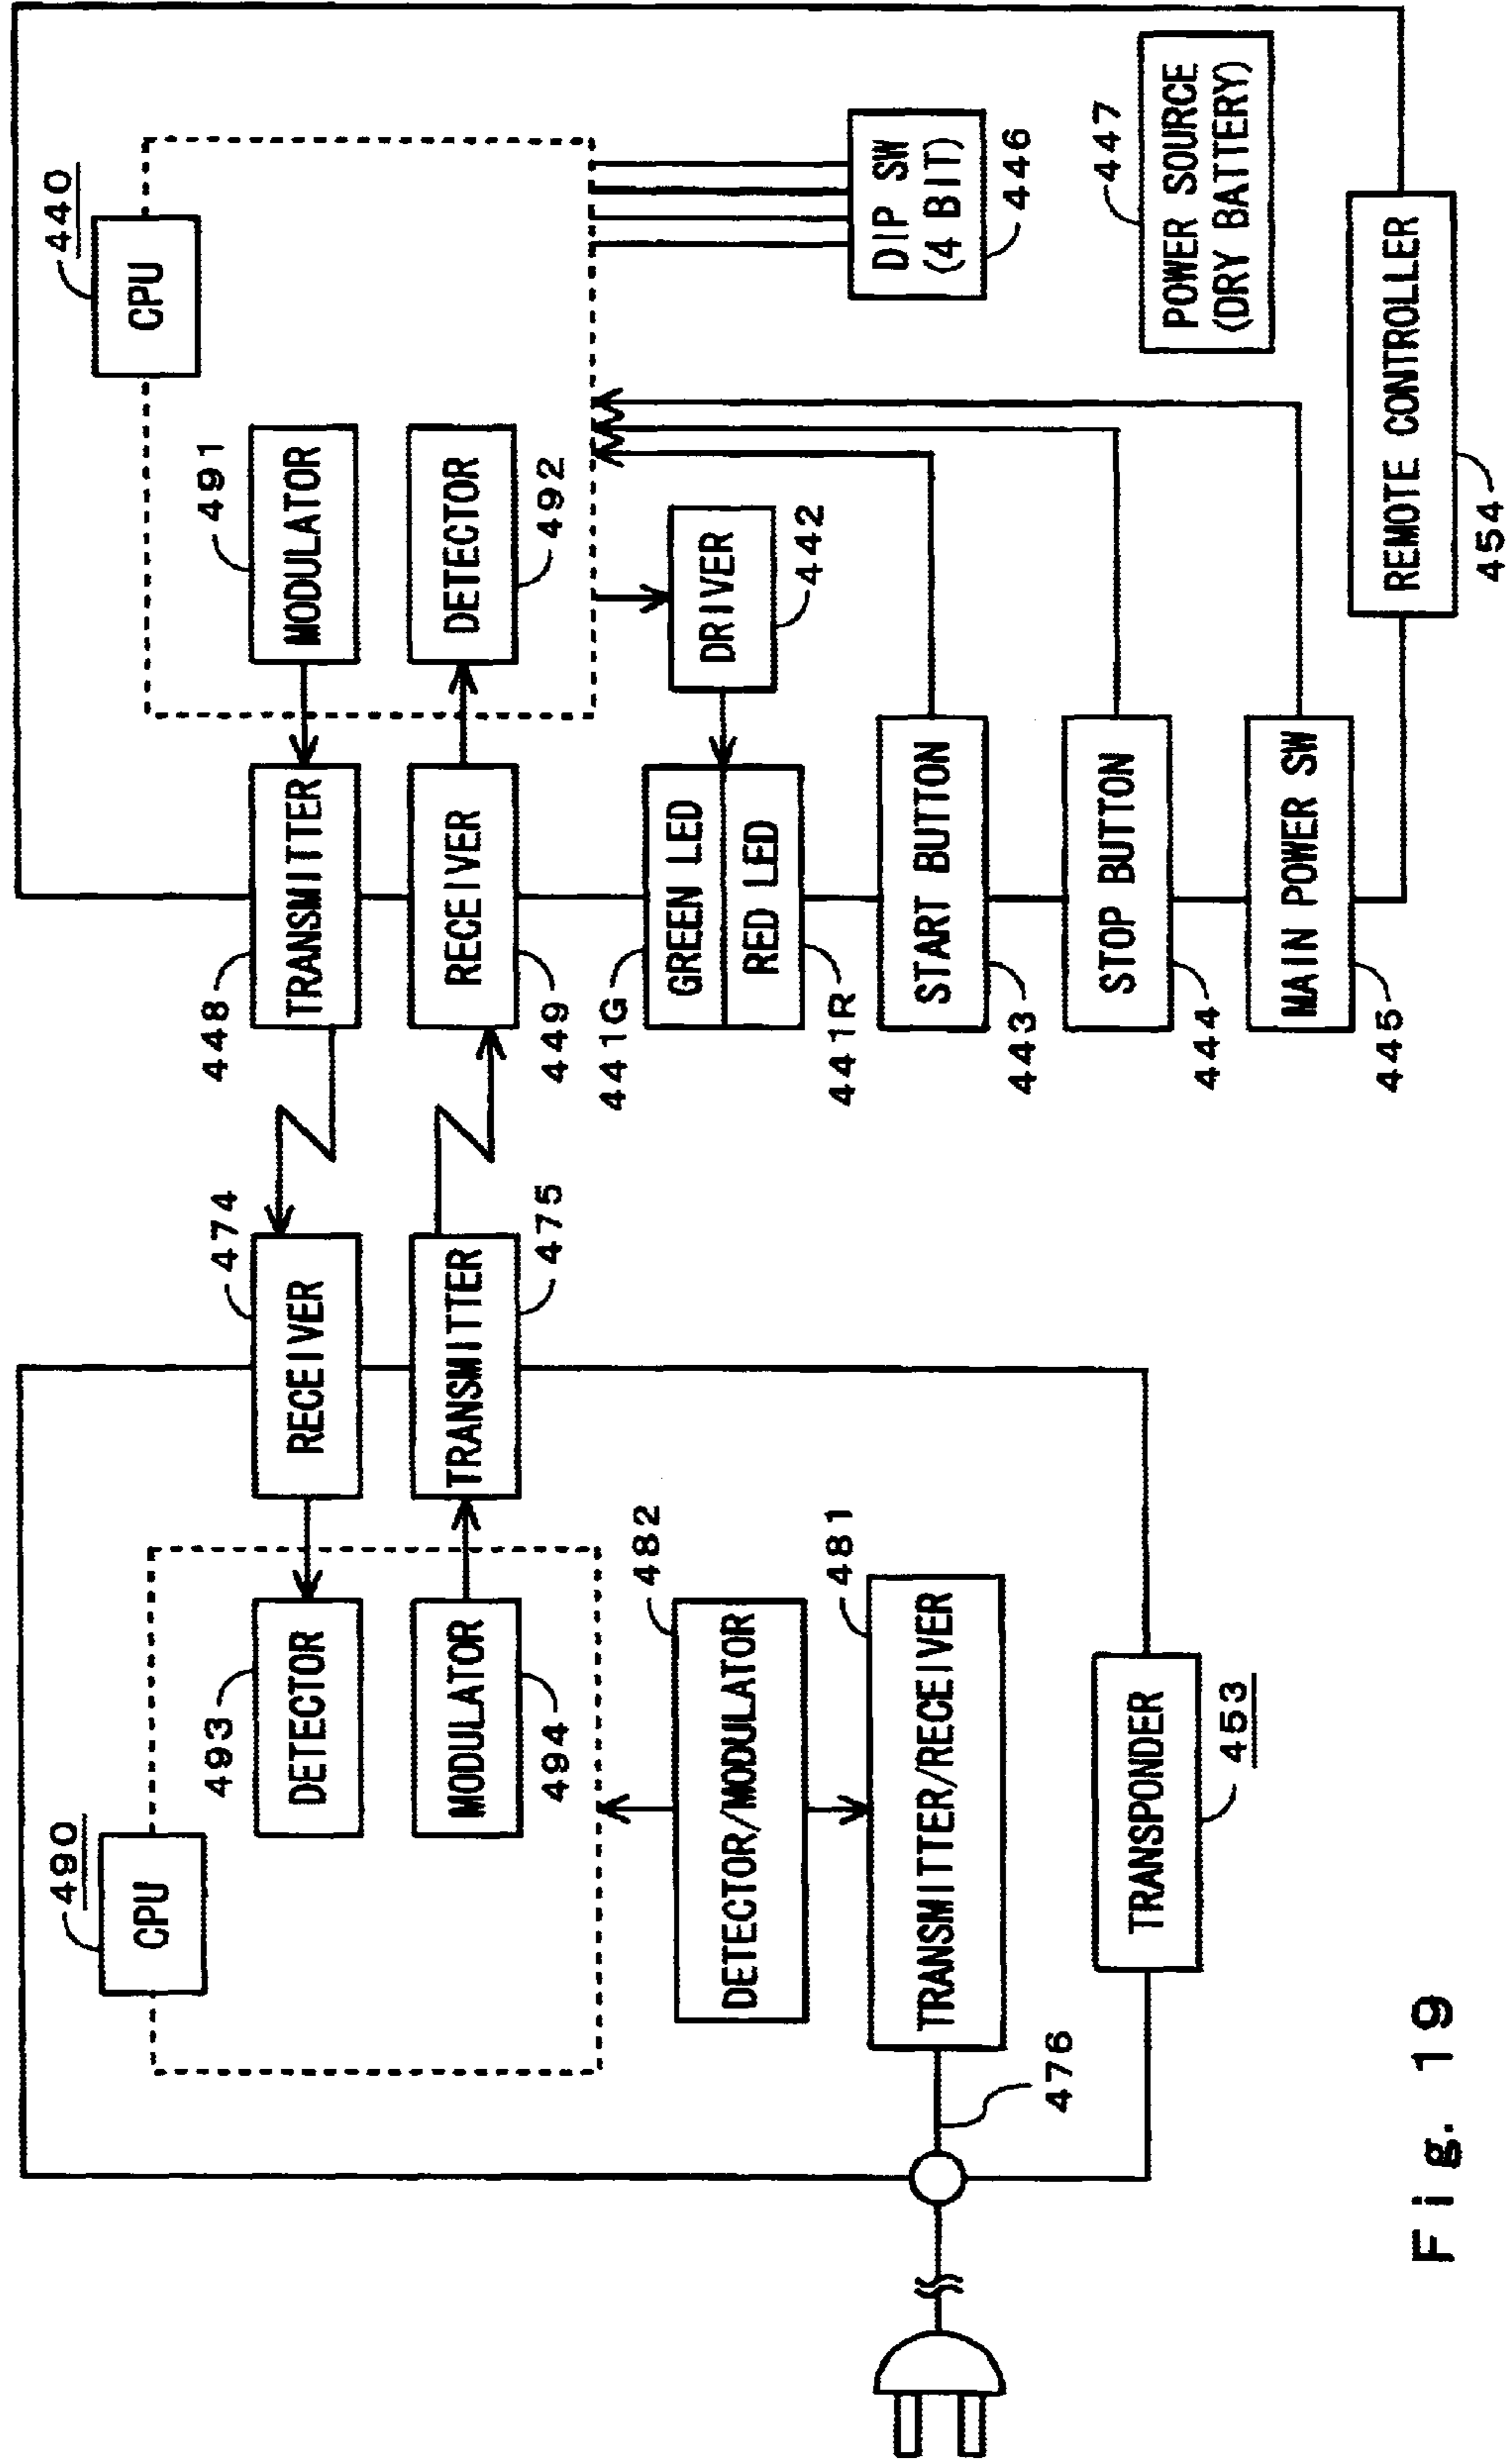 490
CPU
493
DETECTOR
MODULATOR
494
474
RECEIVER
TRANSMITTER
475
482
DETECTOR/MODULATOR
481
TRANSMITTER/RECEIVER
476
TRANSPONDER
453
440
CPU
448
TRANSMITTER
491
MODULATOR
RECEIVER
449
DETECTOR
492
441G
GREEN LED
RED LED
441R
DRIVER
442
START BUTTON
443
STOP BUTTON
444
MAIN POWER SW
445
DIP SW
(4 BIT)
446
447
POWER SOURCE
(DRY BATTERY)
REMOTE CONTROLLER
454
Fig. 19